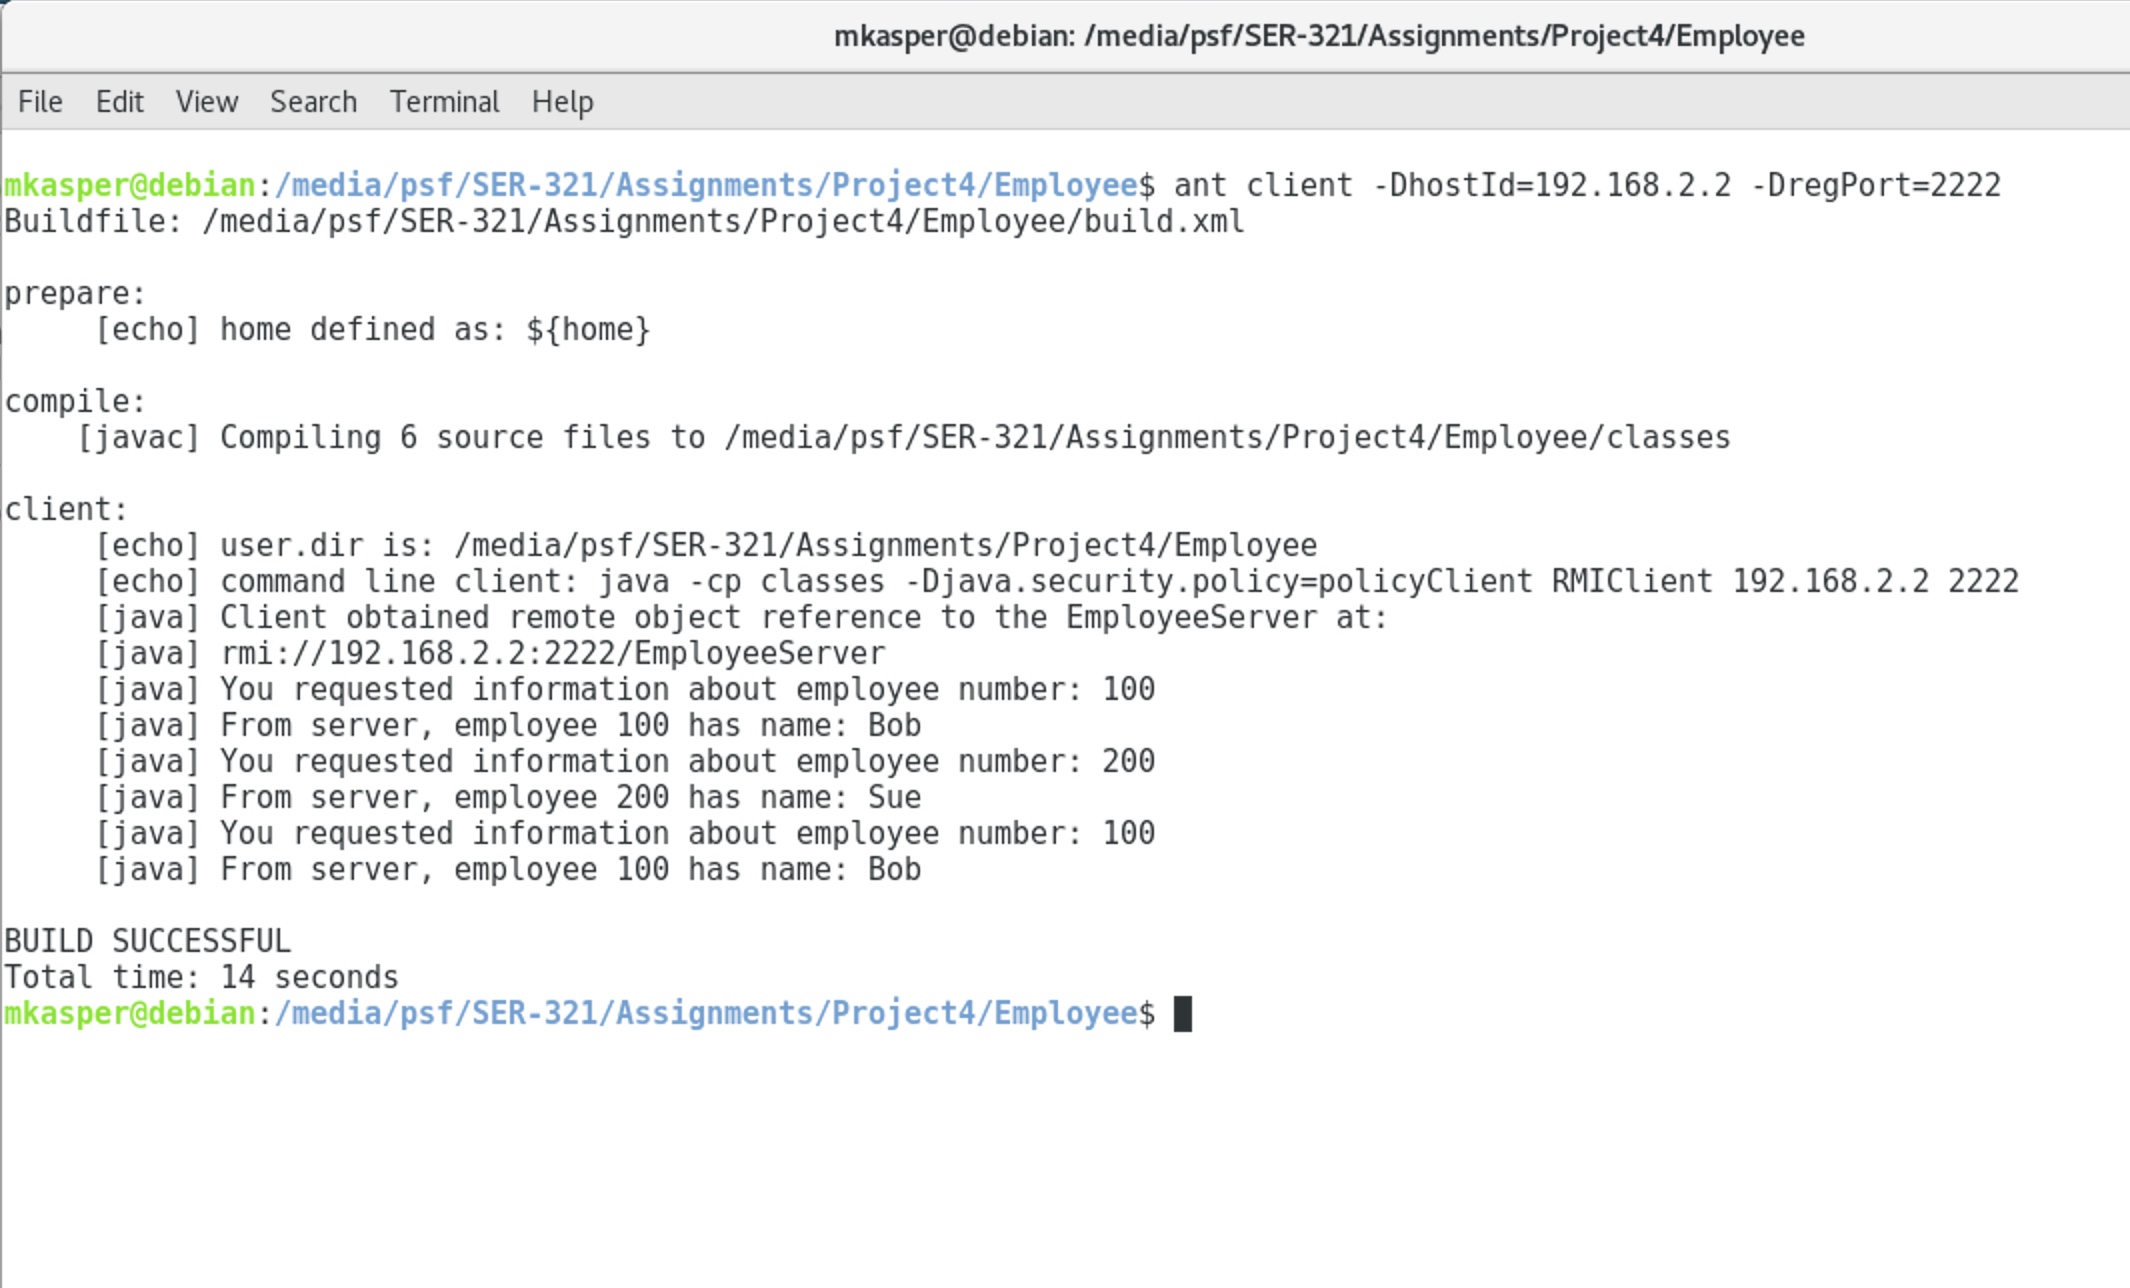 mkasper@debian: /media/psf/SER-321/Assignments/Project4/Employee
File Edit View Search Terminal Help
mkasper@debian:/media/psf/SER-321/Assignments/Project4/Employee$ ant client -DhostId=192.168.2.2 -DregPort=2222
Buildfile: /media/psf/SER-321/Assignments/Project4/Employee/build.xml
prepare:
[echo] home defined as: ${home}
compile:
[javac] Compiling 6 source files to /media/psf/SER-321/Assignments/Project4/Employee/classes
client:
[echo] user.dir is: /media/psf/SER-321/Assignments/Project4/Employee
[echo] command line client: java -cp classes -Djava.security.policy=policyClient RMIClient 192.168.2.2 2222
[java] Client obtained remote object reference to the EmployeeServer at:
[java] rmi://192.168.2.2:2222/EmployeeServer
[java] You requested information about employee number: 100
[java] From server, employee 100 has name: Bob
[java] You requested information about employee number: 200
[java] From server, employee 200 has name: Sue
[java] You requested information about employee number: 100
[java] From server, employee 100 has name: Bob
BUILD SUCCESSFUL
Total time: 14 seconds
mkasper@debian:/media/psf/SER-321/Assignments/Project4/Employee$